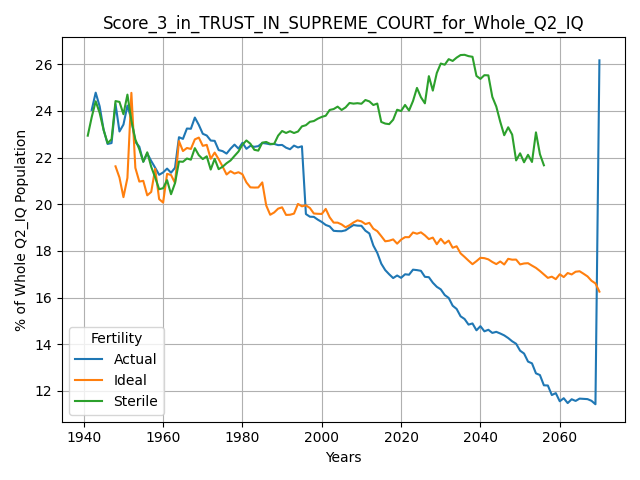 Score_3_in_TRUST_IN_SUPREME_COURT_for_Whole_Q2_IQ
% of Whole Q2_IQ Population
26
24
22
20
18
16
14
12
Fertility
Actual
Ideal
Sterile
1940 1960 1980 2000 2020 2040 2060
Years